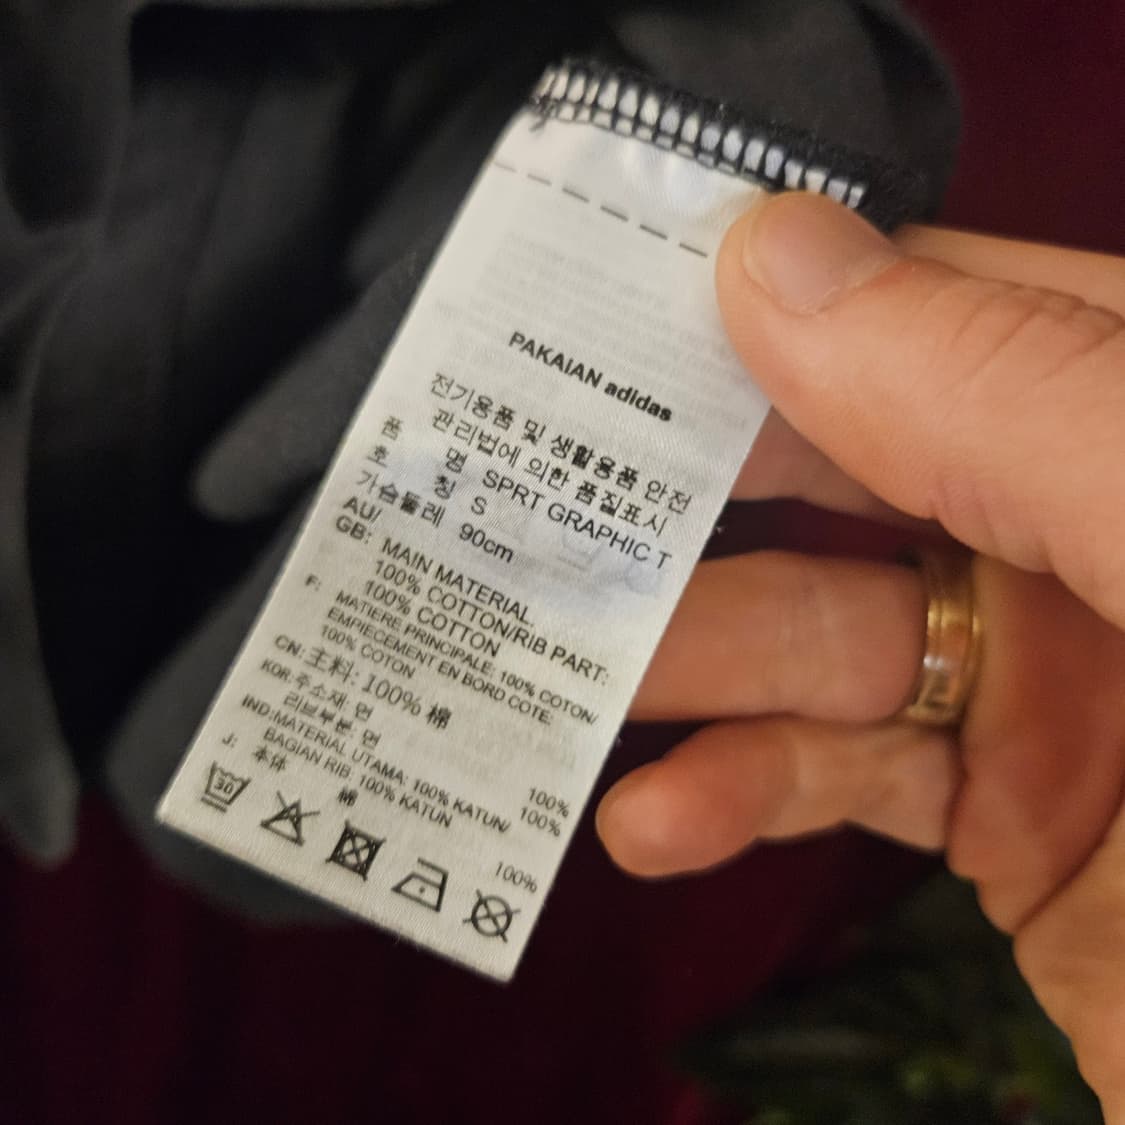 PAKAIAN adidas
전기용품 및 생활용품 안전
관리법에 의한 품질표시
품 명 SPRT GRAPHIC T
호 칭 S
가슴둘레 90cm
AU/
GB: MAIN MATERIAL:
100% COTTON/RIB PART:
100% COTTON
F: MATIERE PRINCIPALE: 100% COTON/
EMPIECEMENT EN BORD COTE:
100% COTON
CN: 主料: 100% 棉
KOR: 주소재: 면 100%
리브부분: 면 100%
IND:MATERIAL UTAMA: 100% KATUN/
BAGIAN RIB: 100% KATUN
J: 本体
綿 100%
30